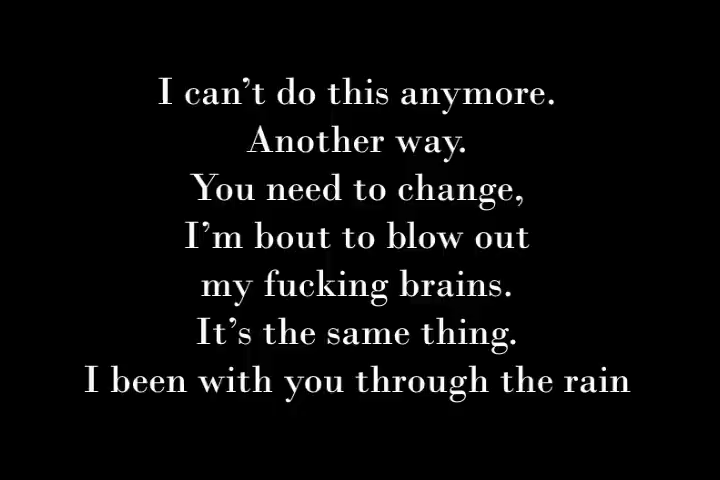 I can’t do this anymore.
Another way.
You need to change,
I’m bout to blow out
my fucking brains.
It’s the same thing.
I been with you through the rain